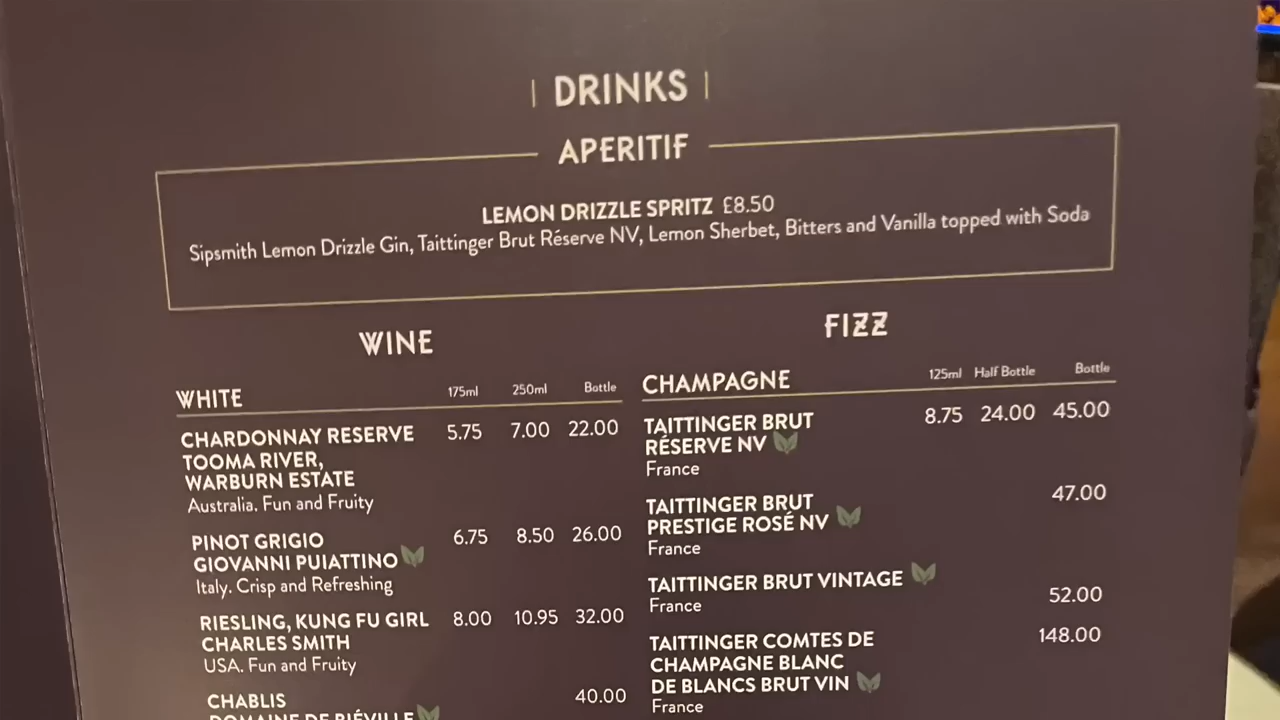 | DRINKS |
APERITIF
LEMON DRIZZLE SPRITZ £8.50
Sipsmith Lemon Drizzle Gin, Taittinger Brut Réserve NV, Lemon Sherbet, Bitters and Vanilla topped with Soda
WINE
WHITE 175ml 250ml Bottle
CHARDONNAY RESERVE 5.75 7.00 22.00
TOOMA RIVER,
WARBURN ESTATE
Australia. Fun and Fruity
PINOT GRIGIO 6.75 8.50 26.00
GIOVANNI PUIATTINO
Italy. Crisp and Refreshing
RIESLING, KUNG FU GIRL 8.00 10.95 32.00
CHARLES SMITH
USA. Fun and Fruity
CHABLIS 40.00
DOMAINE DE BIÉVILLE
FIZZ
CHAMPAGNE 125ml Half Bottle Bottle
TAITTINGER BRUT 8.75 24.00 45.00
RÉSERVE NV
France
TAITTINGER BRUT 47.00
PRESTIGE ROSÉ NV
France
TAITTINGER BRUT VINTAGE
France 52.00
TAITTINGER COMTES DE 148.00
CHAMPAGNE BLANC
DE BLANCS BRUT VIN
France